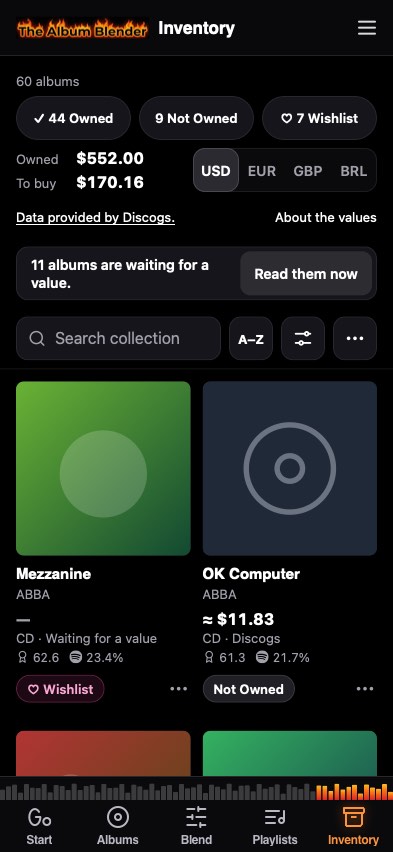 The Album Blender Inventory
60 albums
✓ 44 Owned
9 Not Owned
♡ 7 Wishlist
Owned $552.00
To buy $170.16
USD EUR GBP BRL
Data provided by Discogs.
About the values
11 albums are waiting for a
value.
Read them now
Search collection
A–Z
Mezzanine
ABBA
—
CD · Waiting for a value
62.6 23.4%
♡ Wishlist
OK Computer
ABBA
≈ $11.83
CD · Discogs
61.3 21.7%
Not Owned
Start
Albums
Blend
Playlists
Inventory